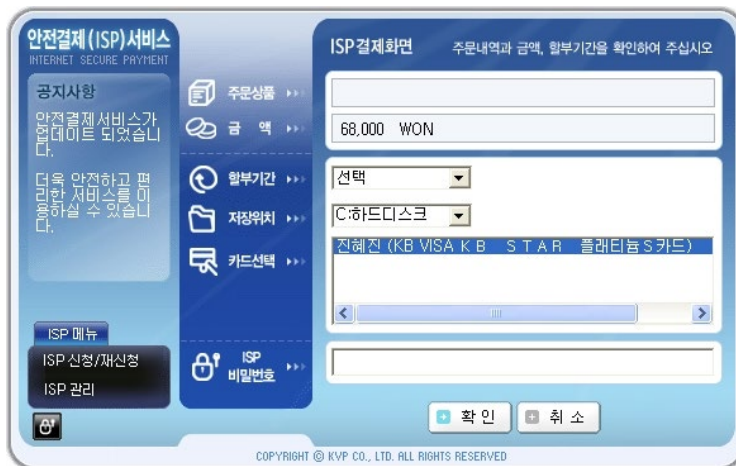 안전결제(ISP)서비스
INTERNET SECURE PAYMENT
공지사항
안전결제서비스가
업데이트 되었습니
다.
더욱 안전하고 편
리한 서비스를 이
용하실 수 있습니
다.
ISP 메뉴
ISP 신청/재신청
ISP 관리
ISP결제화면 주문내역과 금액, 할부기간을 확인하여 주십시오
주문상품
금 액 68,000 WON
할부기간 선택
저장위치 C:하드디스크
카드선택 진혜진 (KB VISA K B S T A R 플래티늄 S 카드)
ISP
비밀번호
확 인 취 소
COPYRIGHT © KVP CO., LTD. ALL RIGHTS RESERVED